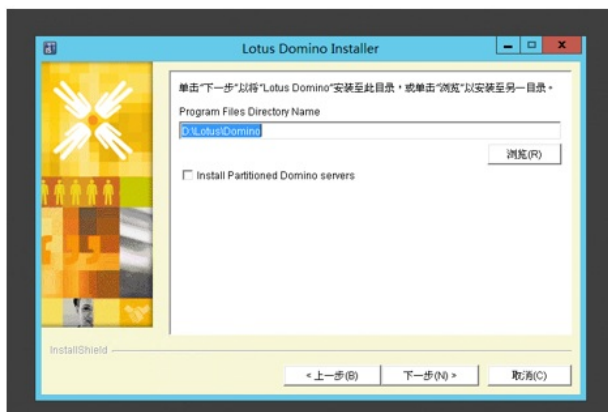 Lotus Domino Installer
单击"下一步"以将"Lotus Domino"安装至此目录，或单击"浏览"以安装至另一目录。
Program Files Directory Name
D:\Lotus\Domino
浏览(R)
Install Partitioned Domino servers
InstallShield
< 上一步(B)
下一步(N) >
取消(C)